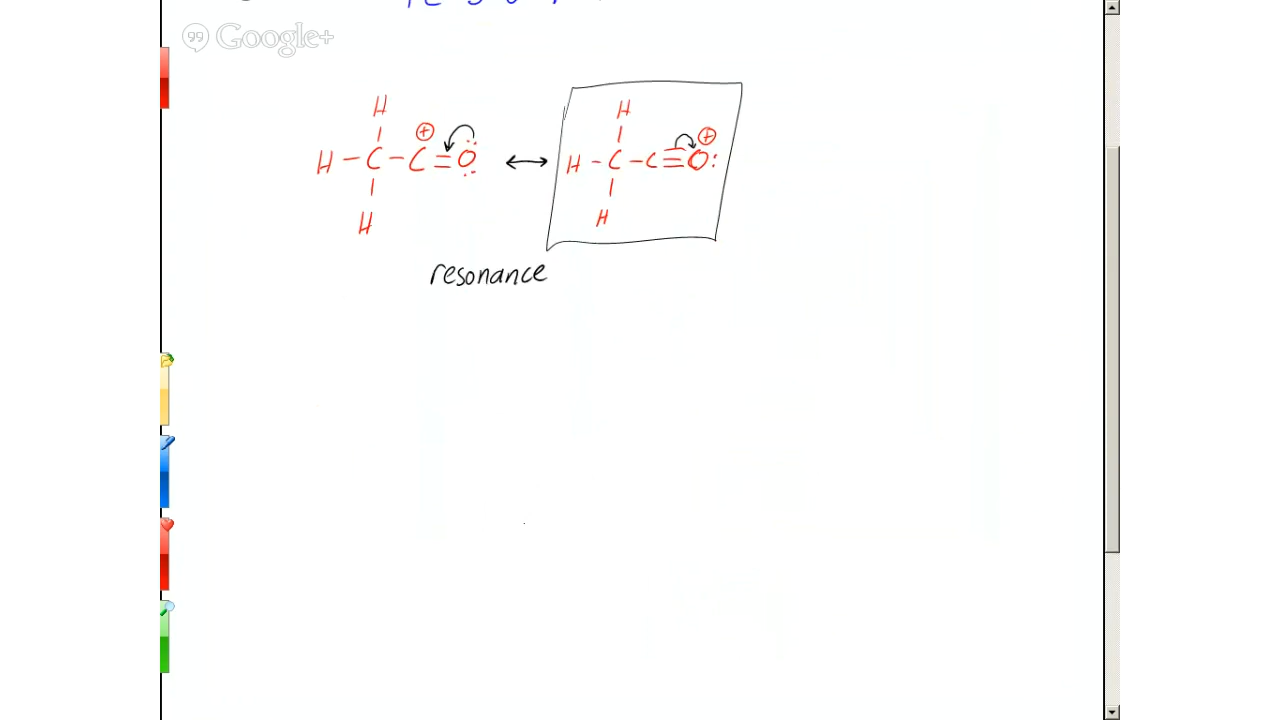 Google+
H H
H – C – C = O ↔ H – C – C ≡ O :
H H
resonance